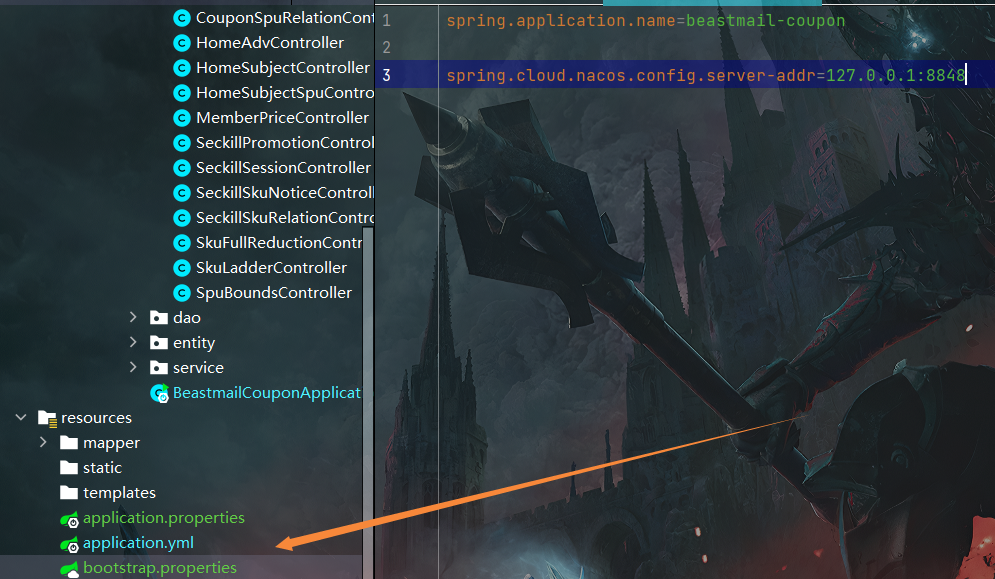 CouponSpuRelationCont
HomeAdvController
HomeSubjectController
HomeSubjectSpuContro
MemberPriceController
SeckillPromotionControl
SeckillSessionController
SeckillSkuNoticeControll
SeckillSkuRelationContro
SkuFullReductionContr
SkuLadderController
SpuBoundsController
dao
entity
service
BeastmailCouponApplicat
resources
mapper
static
templates
application.properties
application.yml
bootstrap.properties
1 spring.application.name=beastmail-coupon
2
3 spring.cloud.nacos.config.server-addr=127.0.0.1:8848